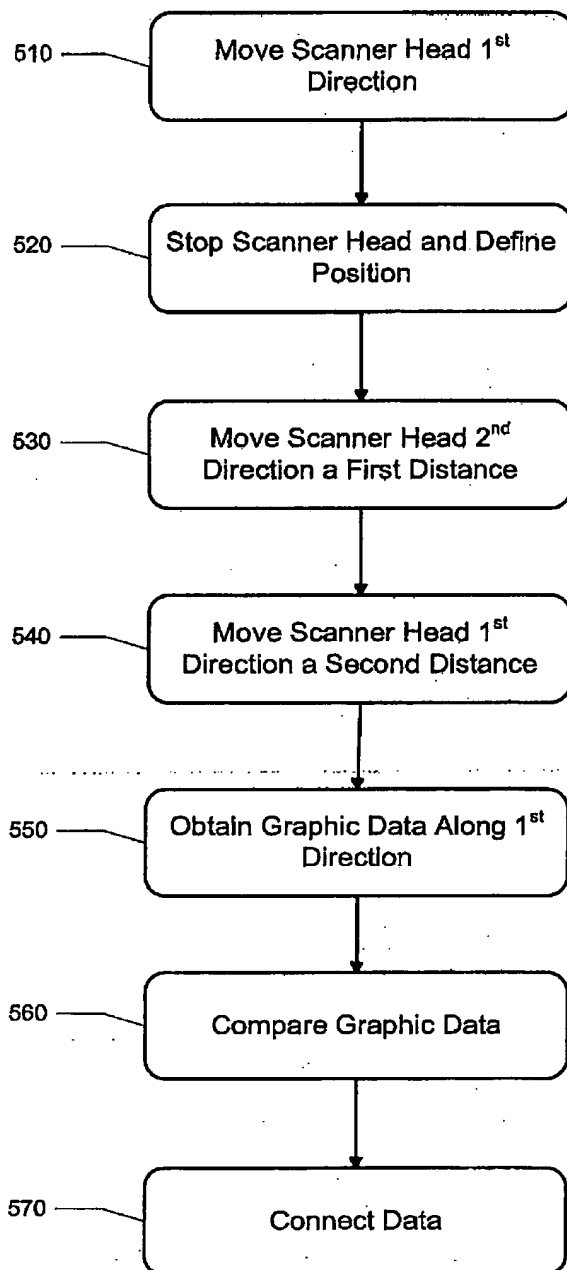 510
Move Scanner Head 1st
Direction
520
Stop Scanner Head and Define
Position
530
Move Scanner Head 2nd
Direction a First Distance
540
Move Scanner Head 1st
Direction a Second Distance
550
Obtain Graphic Data Along 1st
Direction
560
Compare Graphic Data
570
Connect Data